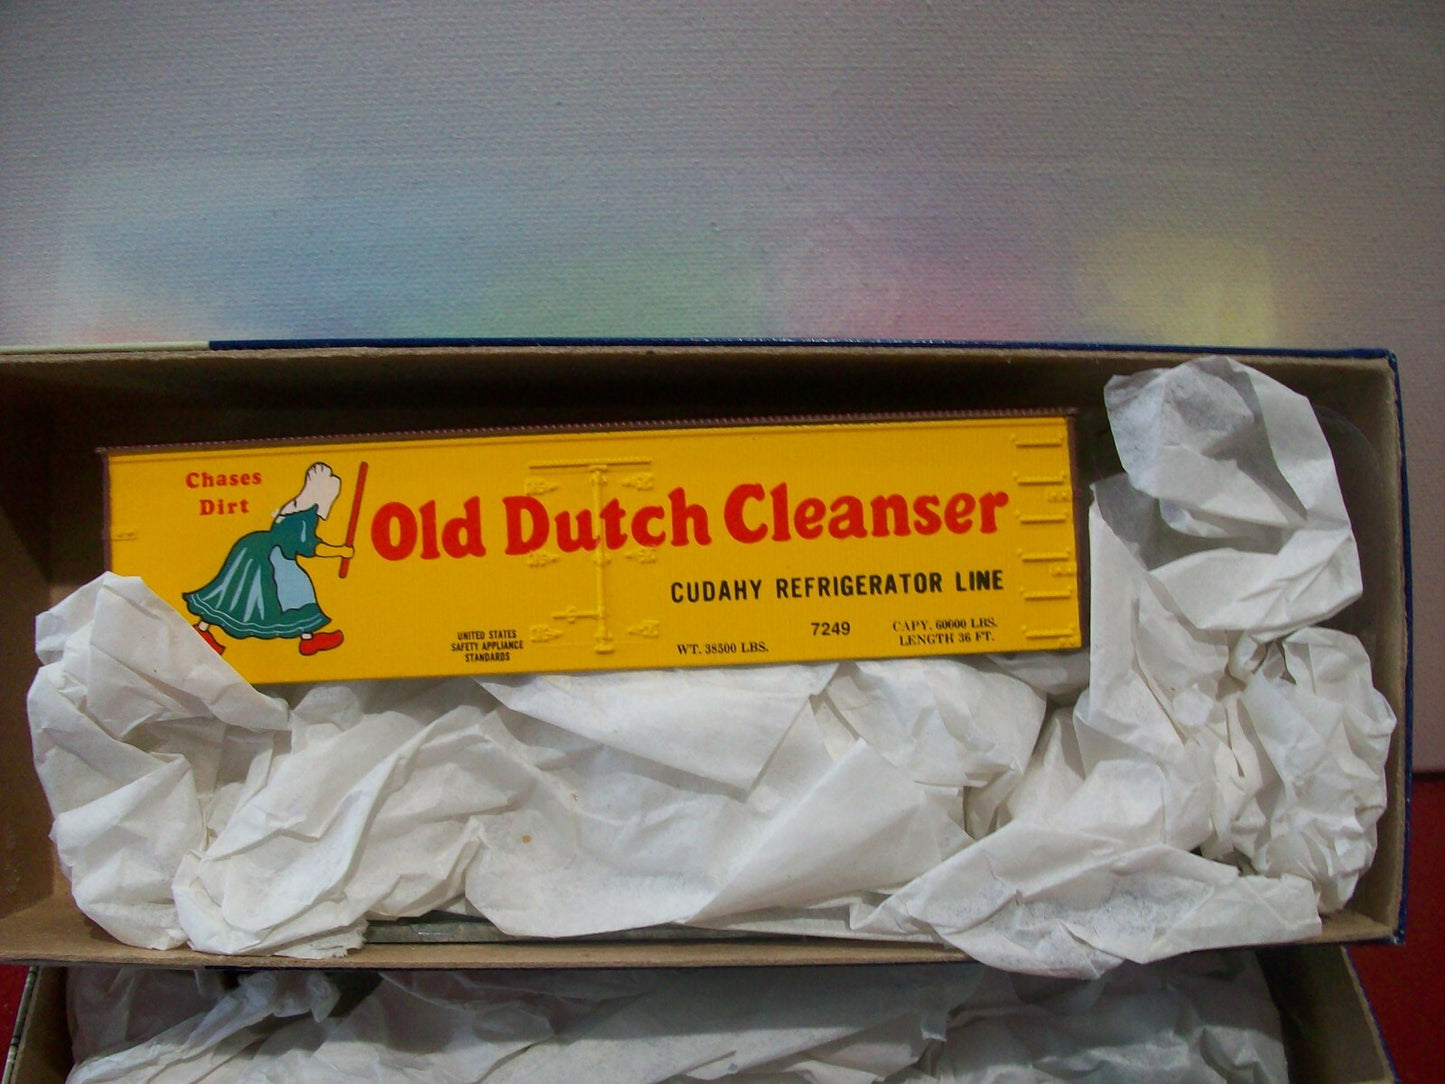 Chases
Dirt
Old Dutch Cleanser
CUDAHY REFRIGERATOR LINE
UNITED STATES
SAFETY APPLIANCE
STANDARDS
WT. 38500 LBS.
7249
CAPY. 60000 LBS.
LENGTH 36 FT.